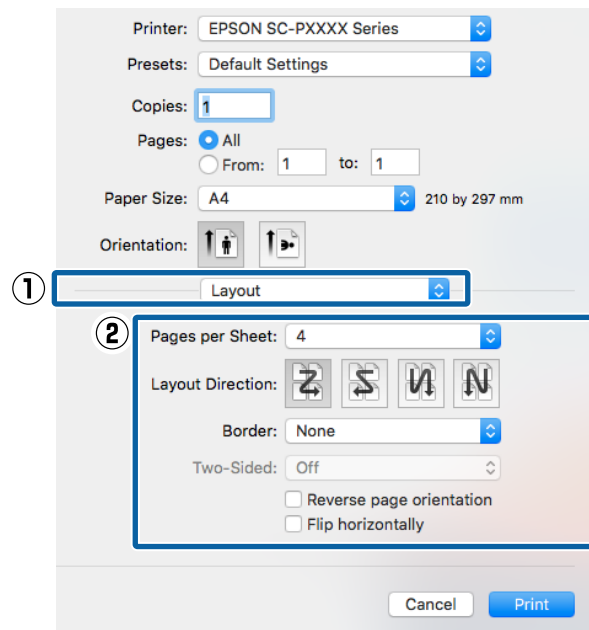 Printer: EPSON SC-PXXXX Series
Presets: Default Settings
Copies: 1
Pages: All
From: 1 to: 1
Paper Size: A4 210 by 297 mm
Orientation:
① Layout
② Pages per Sheet: 4
Layout Direction:
Border: None
Two-Sided: Off
Reverse page orientation
Flip horizontally
Cancel Print